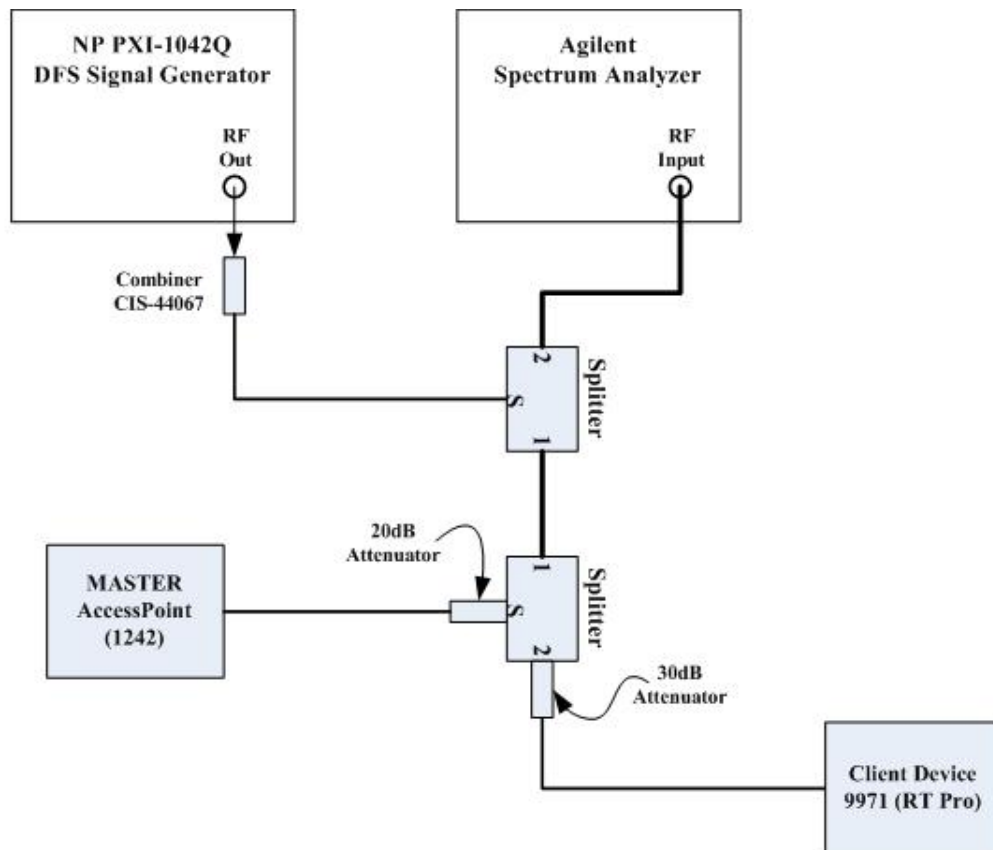 NP PXI-1042Q
DFS Signal Generator
RF
Out
Agilent
Spectrum Analyzer
RF
Input
Combiner
CIS-44067
2
S
1
Splitter
20dB
Attenuator
MASTER
AccessPoint
(1242)
1
S
2
Splitter
30dB
Attenuator
Client Device
9971 (RT Pro)